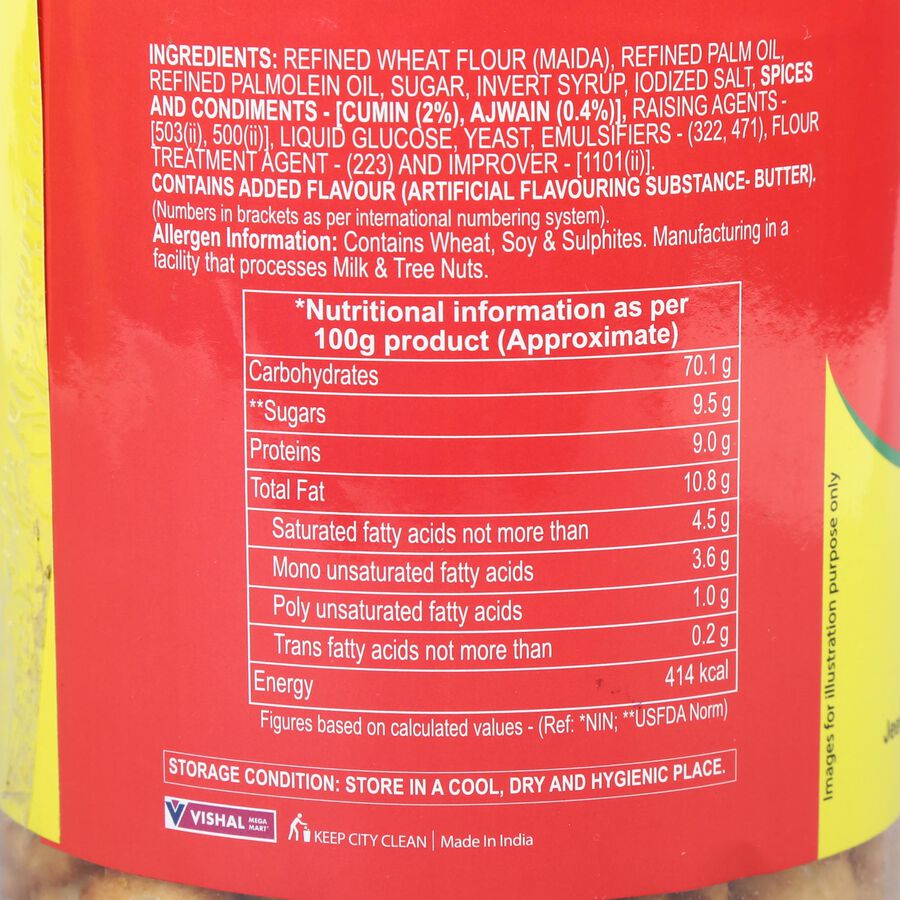 INGREDIENTS: REFINED WHEAT FLOUR (MAIDA), REFINED PALM OIL,
REFINED PALMOLEIN OIL, SUGAR, INVERT SYRUP, IODIZED SALT, SPICES
AND CONDIMENTS - [CUMIN (2%), AJWAIN (0.4%)], RAISING AGENTS -
[503(ii), 500(ii)], LIQUID GLUCOSE, YEAST, EMULSIFIERS - (322, 471), FLOUR
TREATMENT AGENT - (223) AND IMPROVER - [1101(ii)].
CONTAINS ADDED FLAVOUR (ARTIFICIAL FLAVOURING SUBSTANCE- BUTTER).
(Numbers in brackets as per international numbering system).
Allergen Information: Contains Wheat, Soy & Sulphites. Manufacturing in a
facility that processes Milk & Tree Nuts.
*Nutritional information as per
100g product (Approximate)
Carbohydrates 70.1 g
**Sugars 9.5 g
Proteins 9.0 g
Total Fat 10.8 g
Saturated fatty acids not more than 4.5 g
Mono unsaturated fatty acids 3.6 g
Poly unsaturated fatty acids 1.0 g
Trans fatty acids not more than 0.2 g
Energy 414 kcal
Figures based on calculated values - (Ref: *NIN; **USFDA Norm)
STORAGE CONDITION: STORE IN A COOL, DRY AND HYGIENIC PLACE.
VISHAL MEGA MART
KEEP CITY CLEAN | Made In India
Images for illustration purpose only